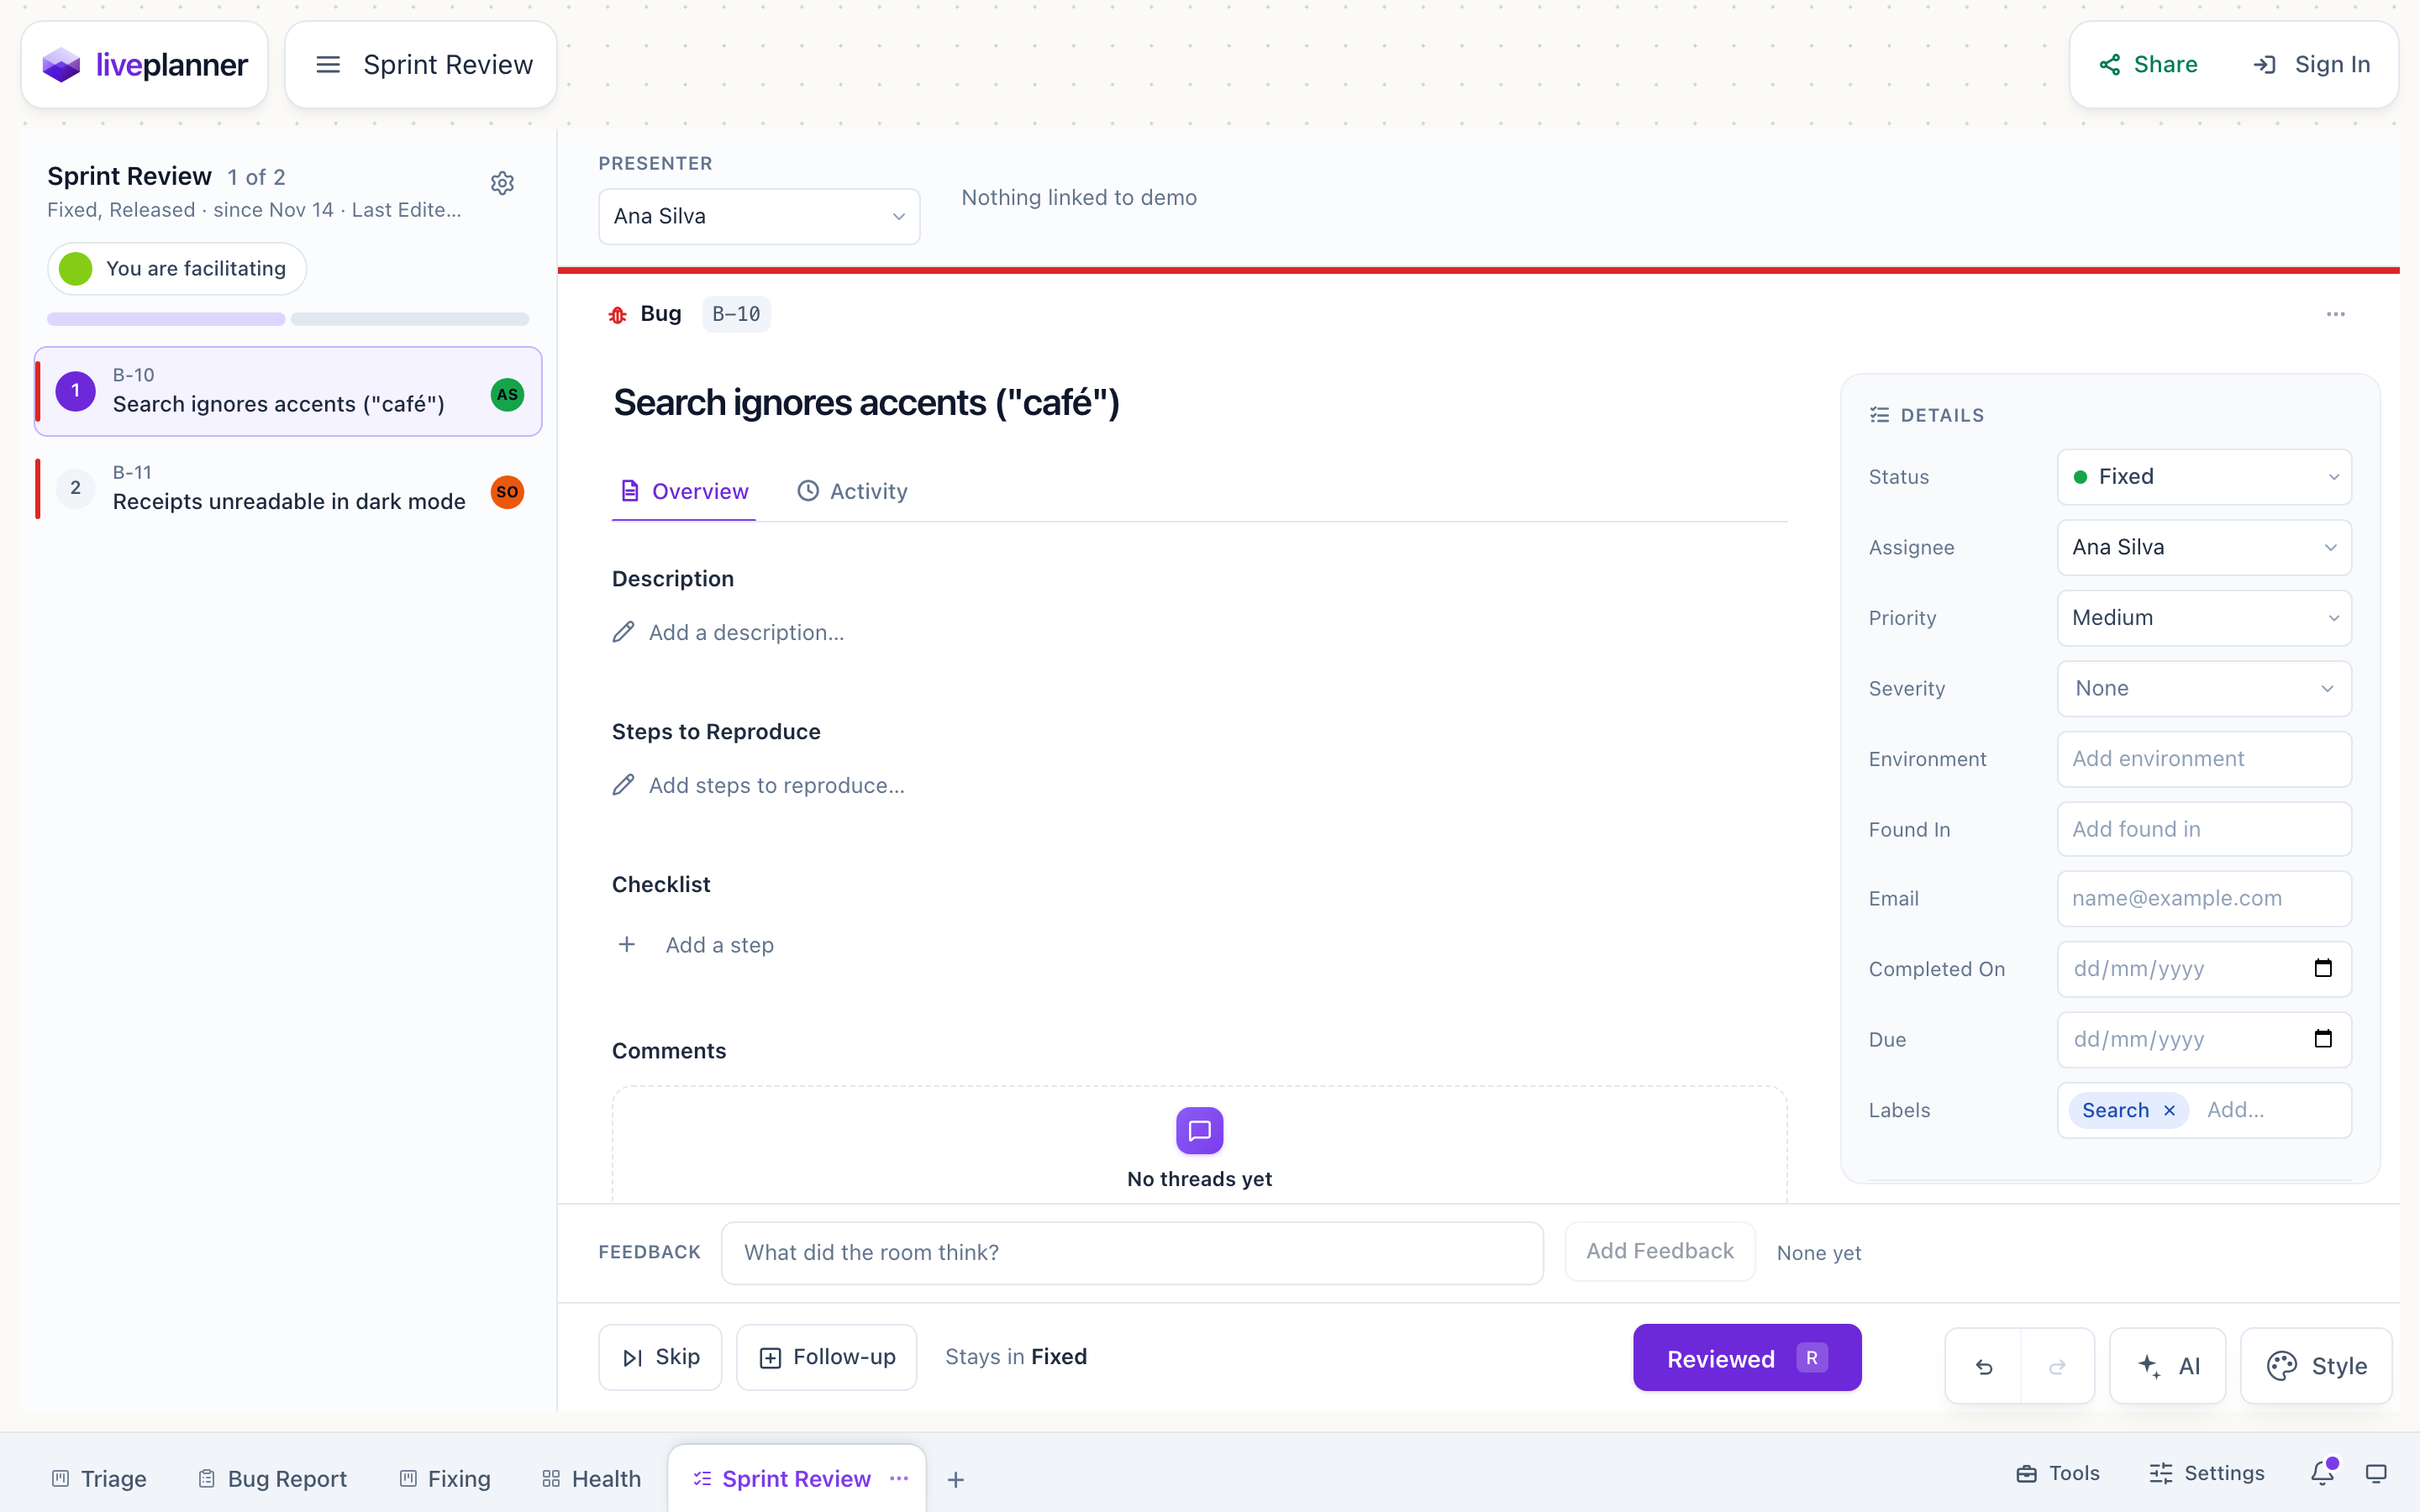 liveplanner
Sprint Review
Share
Sign In
Sprint Review 1 of 2
Fixed, Released · since Nov 14 · Last Edite...
You are facilitating
1
B-10
Search ignores accents ("café")
AS
2
B-11
Receipts unreadable in dark mode
SO
PRESENTER
Ana Silva
Nothing linked to demo
Bug B-10
Search ignores accents ("café")
Overview
Activity
Description
Add a description...
Steps to Reproduce
Add steps to reproduce...
Checklist
Add a step
Comments
No threads yet
DETAILS
Status Fixed
Assignee Ana Silva
Priority Medium
Severity None
Environment Add environment
Found In Add found in
Email name@example.com
Completed On dd/mm/yyyy
Due dd/mm/yyyy
Labels Search × Add...
FEEDBACK What did the room think? Add Feedback None yet
Skip Follow-up Stays in Fixed Reviewed R
AI Style
Triage Bug Report Fixing Health Sprint Review ... +
Tools Settings